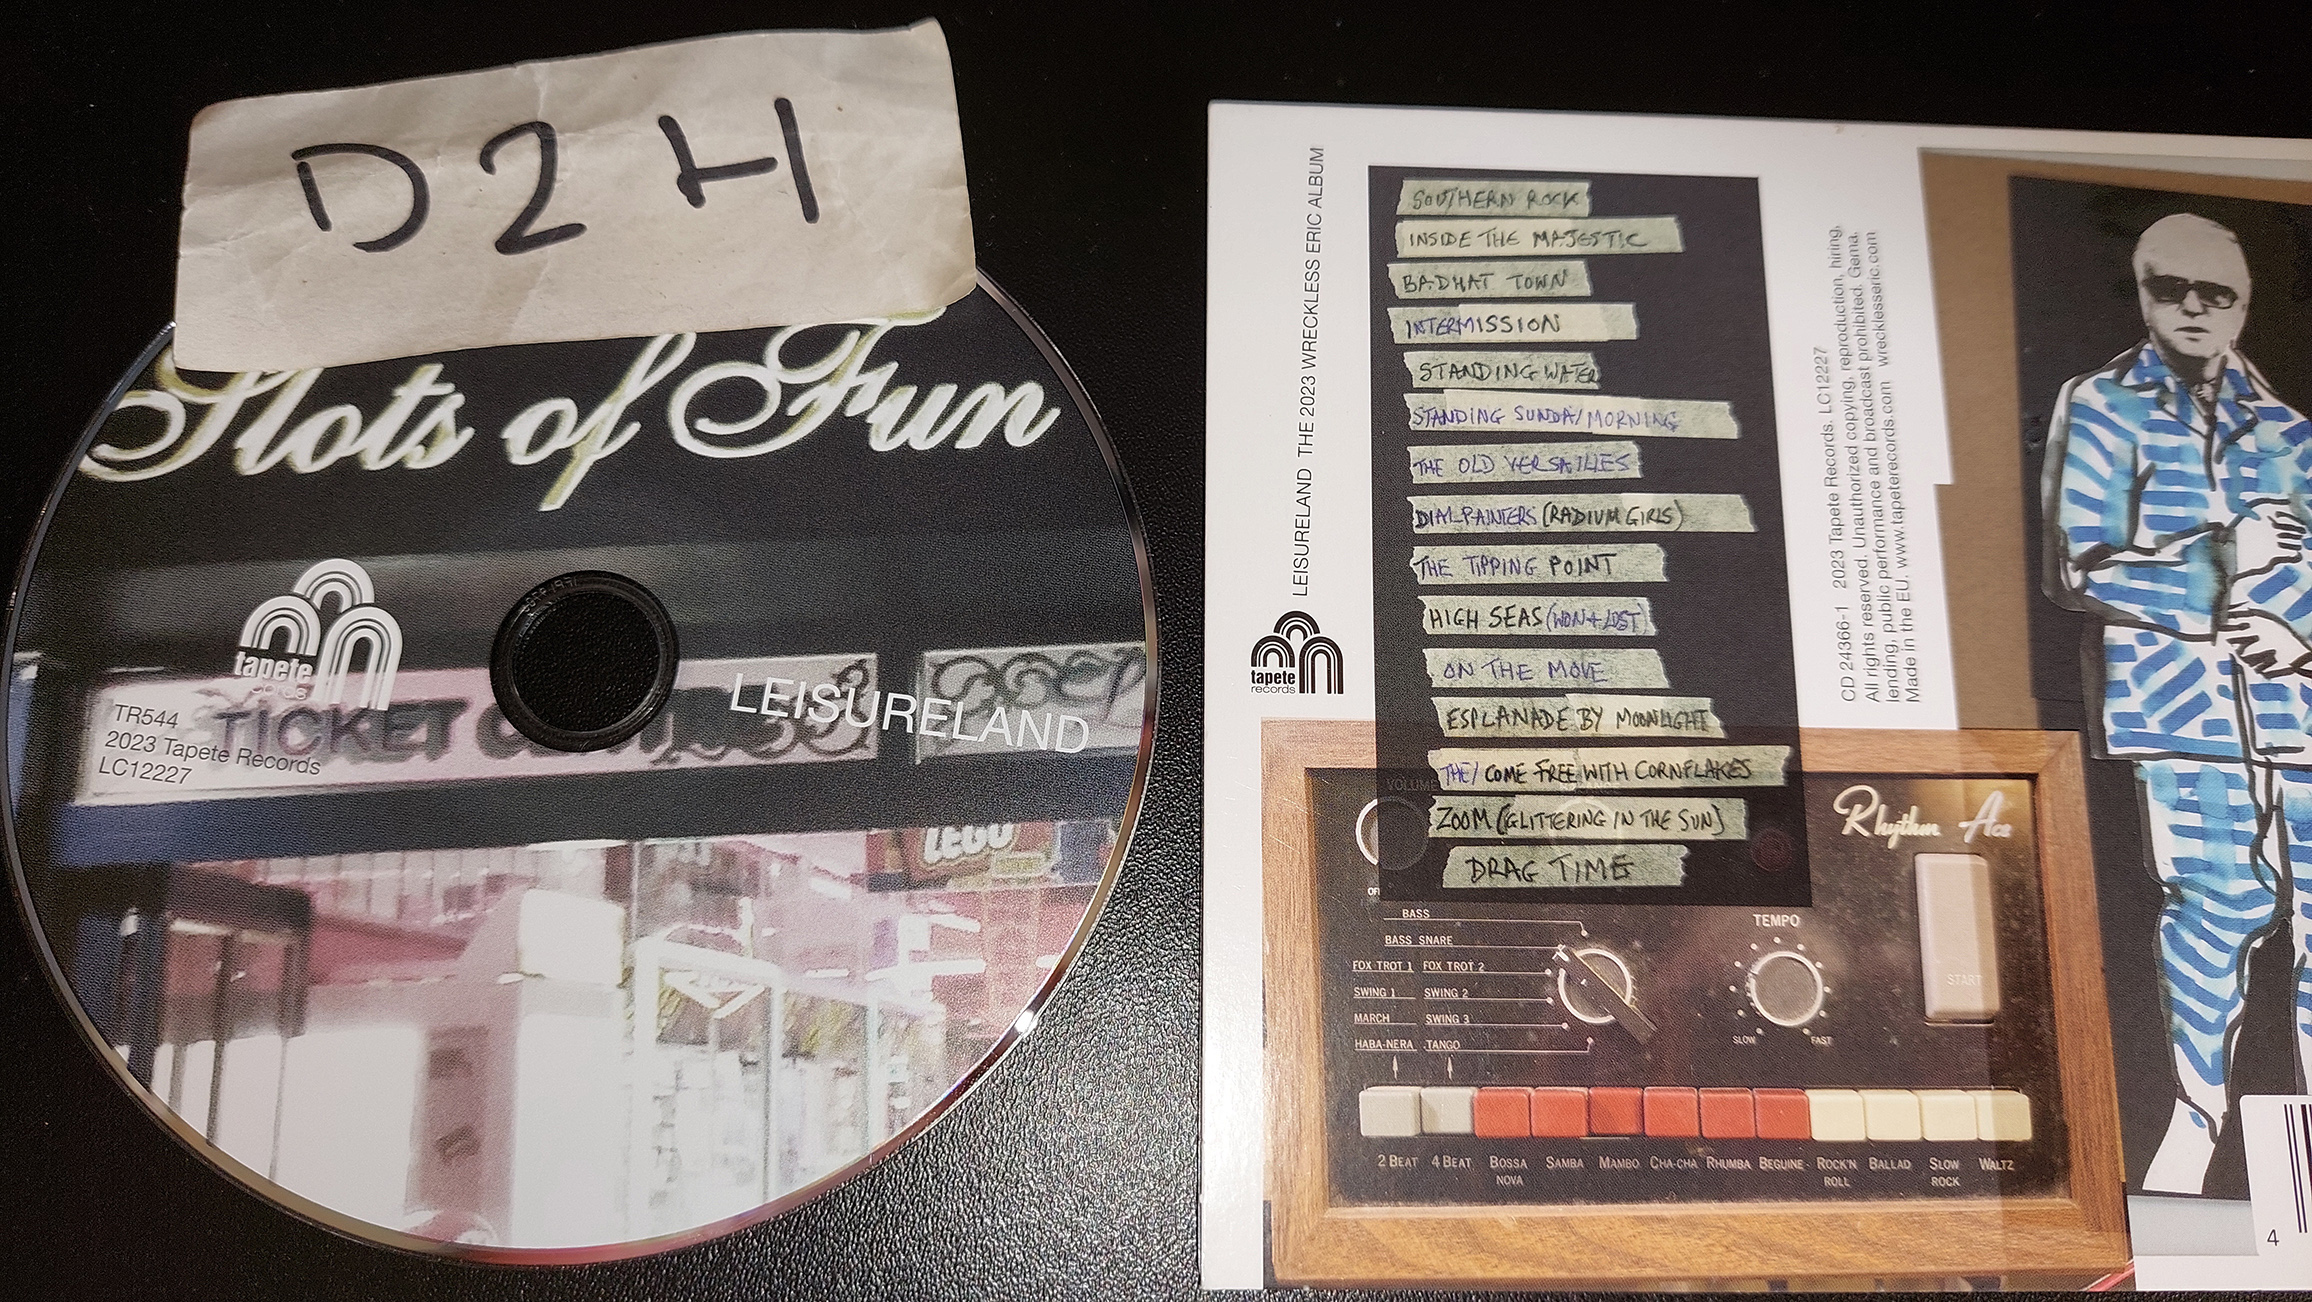 D2H
Slots of Fun
tapete
records
TICKET
LEISURELAND
TR544
2023 Tapete Records
LC12227
LEGO
LEISURELAND THE 2023 WRECKLESS ERIC ALBUM
tapete
records
SOUTHERN ROCK
INSIDE THE MAJESTIC
BADHAT TOWN
INTERMISSION
STANDING WATER
STANDING SUNDAY MORNING
THE OLD VERSAILLES
DIAL PAINTERS (RADIUM GIRLS)
THE TIPPING POINT
HIGH SEAS (WON & LOST)
ON THE MOVE
ESPLANADE BY MOONLIGHT
THEY COME FREE WITH CORNFLAKES
ZOOM (GLITTERING IN THE SUN)
DRAG TIME
CD 24366-1 2023 Tapete Records. LC12227
All rights reserved. Unauthorized copying, reproduction, hiring,
lending, public performance and broadcast prohibited. Gema.
Made in the EU. www.tapeterecords.com wrecklesseric.com
VOLUME
Rhythm Ace
OFF
BASS
BASS SNARE
FOX TROT 1 FOX TROT 2
SWING 1 SWING 2
MARCH SWING 3
HABA-NERA TANGO
TEMPO
SLOW FAST
START
2 BEAT 4 BEAT BOSSA NOVA SAMBA MAMBO CHA-CHA RHUMBA BEGUINE ROCK'N ROLL BALLAD SLOW ROCK WALTZ
4